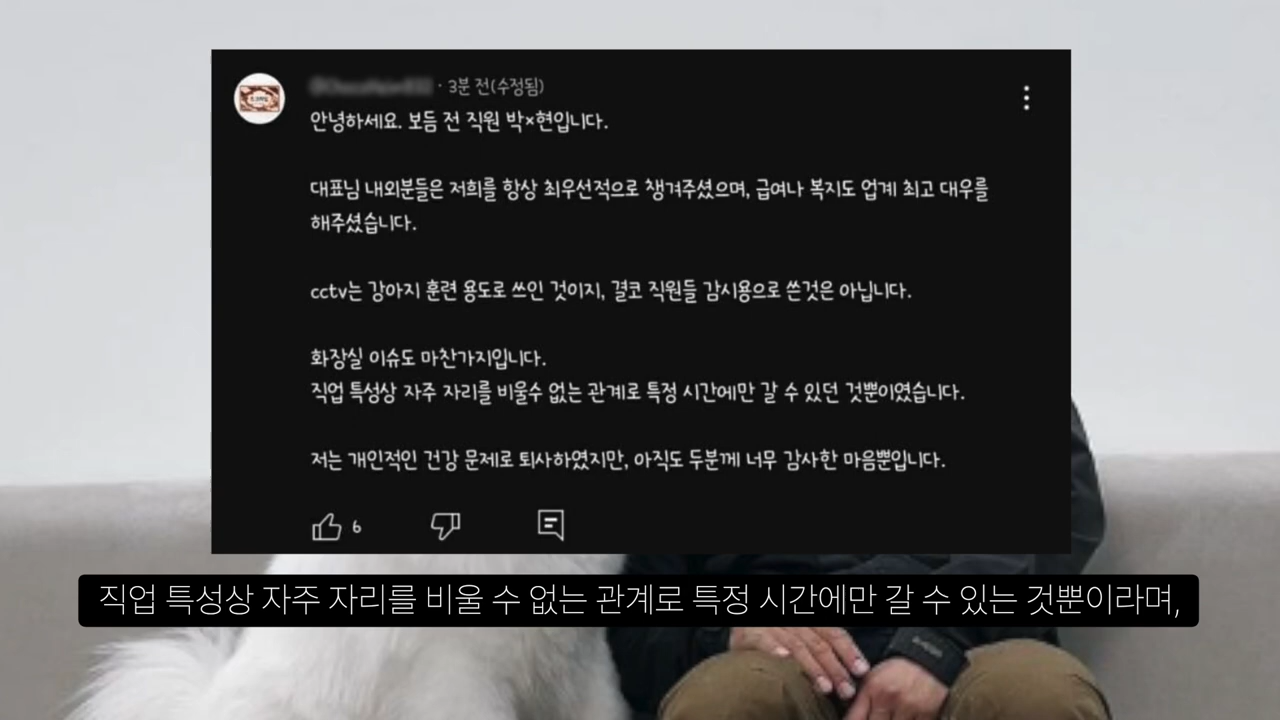 · 3분 전(수정됨)
안녕하세요. 보듬 전 직원 박×현입니다.
대표님 내외분들은 저희를 항상 최우선적으로 챙겨주셨으며, 급여나 복지도 업계 최고 대우를
해주셨습니다.
cctv는 강아지 훈련 용도로 쓰인 것이지, 결코 직원들 감시용으로 쓴것은 아닙니다.
화장실 이슈도 마찬가지입니다.
직업 특성상 자주 자리를 비울수 없는 관계로 특정 시간에만 갈 수 있던 것뿐이였습니다.
저는 개인적인 건강 문제로 퇴사하였지만, 아직도 두분께 너무 감사한 마음뿐입니다.
6
직업 특성상 자주 자리를 비울 수 없는 관계로 특정 시간에만 갈 수 있는 것뿐이라며,